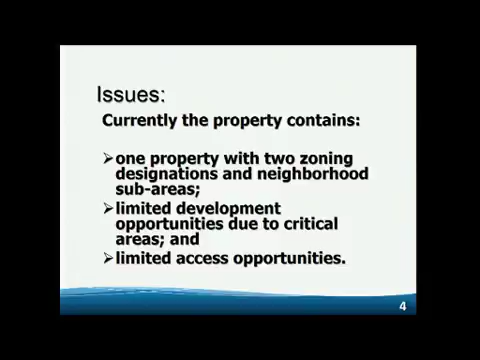 Issues:
Currently the property contains:
➢one property with two zoning
designations and neighborhood
sub-areas;
➢limited development
opportunities due to critical
areas; and
➢limited access opportunities.
4